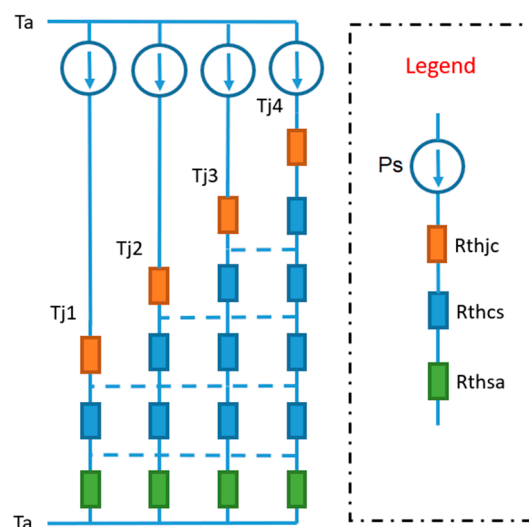 Ta
Tj4
Tj3
Tj2
Tj1
Ta
Legend
Ps
Rthjc
Rthcs
Rthsa